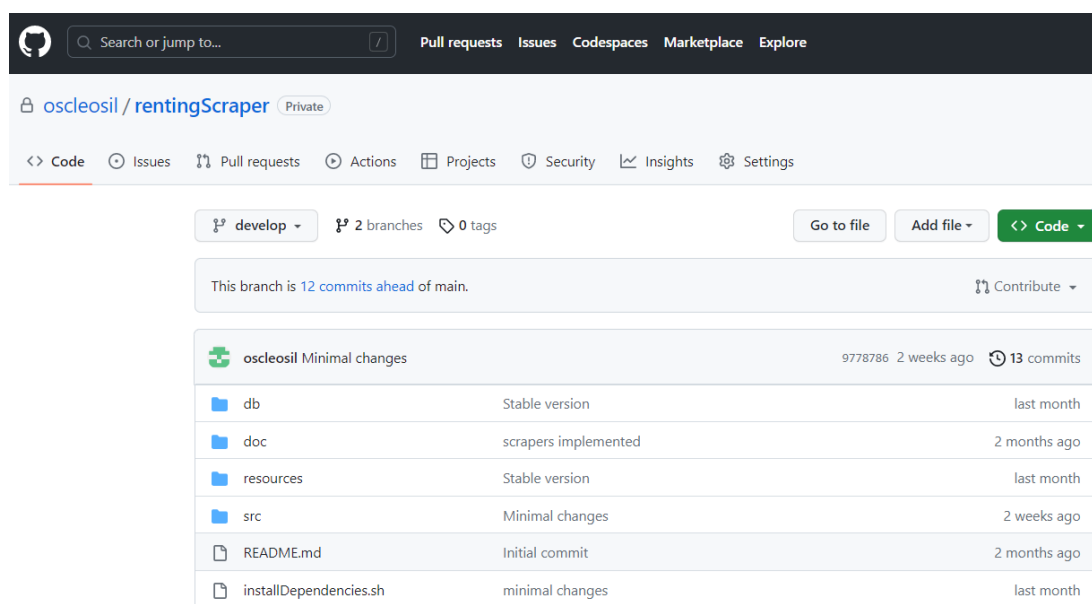 Search or jump to... /
Pull requests Issues Codespaces Marketplace Explore
oscleosil / rentingScraper Private
Code Issues Pull requests Actions Projects Security Insights Settings
develop 2 branches 0 tags Go to file Add file <> Code
This branch is 12 commits ahead of main. Contribute
oscleosil Minimal changes 9778786 2 weeks ago 13 commits
db Stable version last month
doc scrapers implemented 2 months ago
resources Stable version last month
src Minimal changes 2 weeks ago
README.md Initial commit 2 months ago
installDependencies.sh minimal changes last month